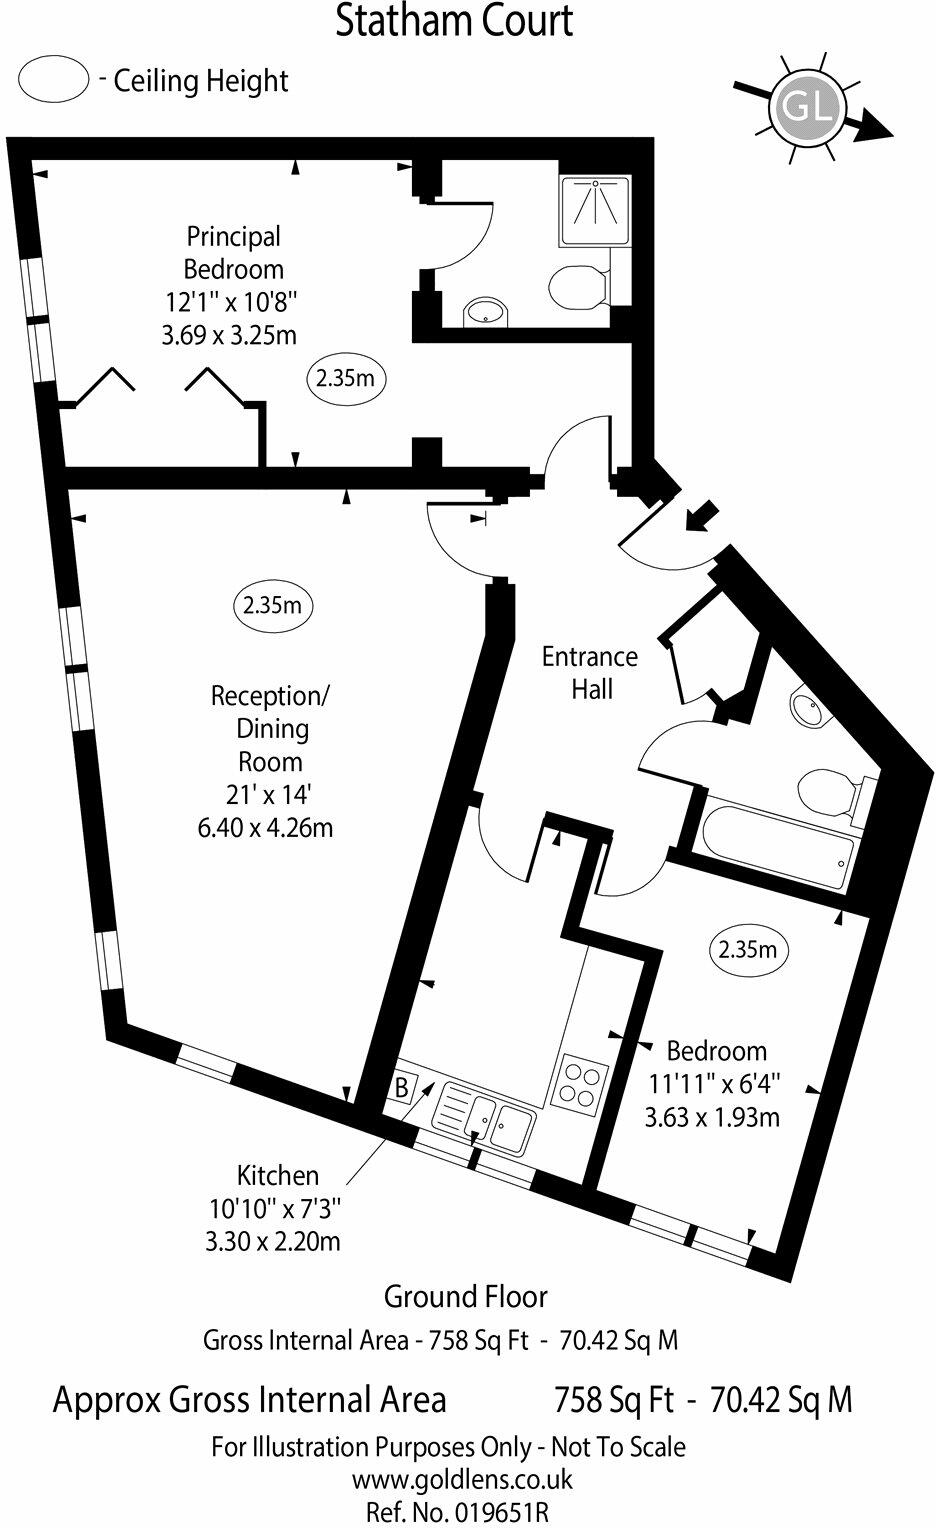 Statham Court
- Ceiling Height
GL
Principal
Bedroom
12'1" x 10'8"
3.69 x 3.25m
2.35m
2.35m
Reception/
Dining
Room
21' x 14'
6.40 x 4.26m
Entrance
Hall
2.35m
Bedroom
11'11" x 6'4"
3.63 x 1.93m
B
Kitchen
10'10" x 7'3"
3.30 x 2.20m
Ground Floor
Gross Internal Area - 758 Sq Ft - 70.42 Sq M
Approx Gross Internal Area 758 Sq Ft - 70.42 Sq M
For Illustration Purposes Only - Not To Scale
www.goldlens.co.uk
Ref. No. 019651R